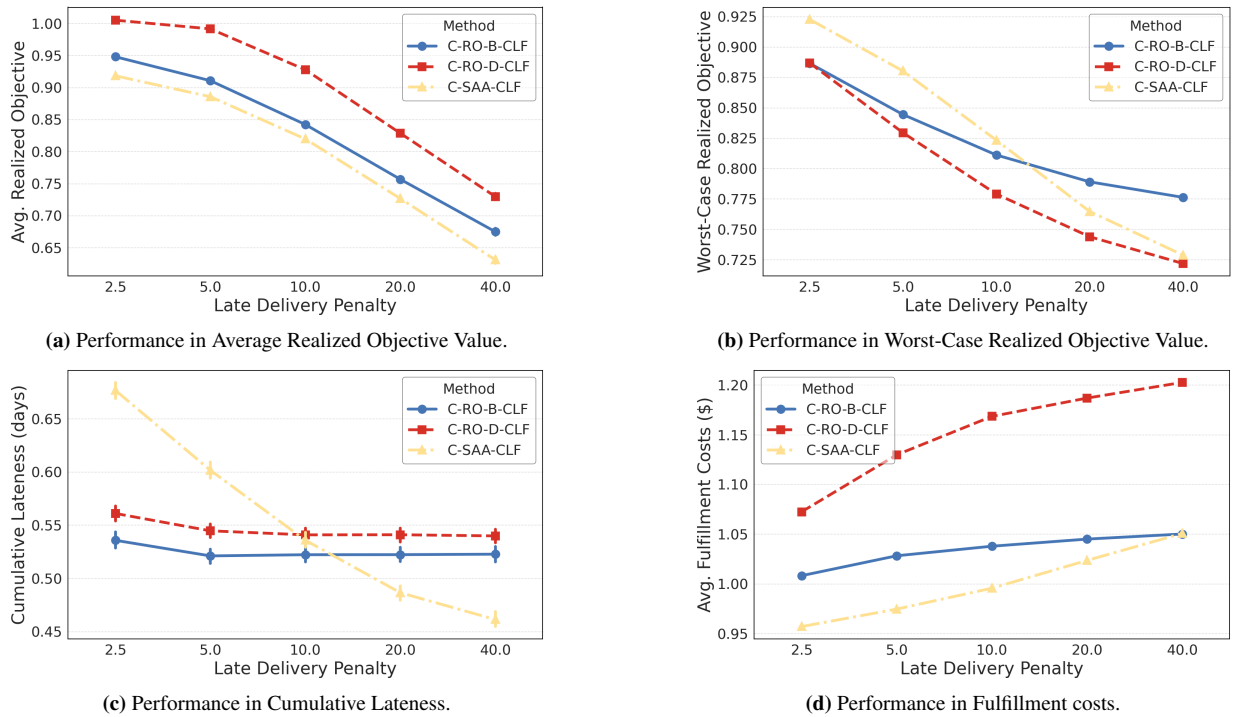 1.00
0.95
0.90
0.85
0.80
0.75
0.70
0.65
Avg. Realized Objective
Method
C-RO-B-CLF
C-RO-D-CLF
C-SAA-CLF
2.5 5.0 10.0 20.0 40.0
Late Delivery Penalty
(a) Performance in Average Realized Objective Value.
0.925
0.900
0.875
0.850
0.825
0.800
0.775
0.750
0.725
Worst-Case Realized Objective
Method
C-RO-B-CLF
C-RO-D-CLF
C-SAA-CLF
2.5 5.0 10.0 20.0 40.0
Late Delivery Penalty
(b) Performance in Worst-Case Realized Objective Value.
0.65
0.60
0.55
0.50
0.45
Cumulative Lateness (days)
Method
C-RO-B-CLF
C-RO-D-CLF
C-SAA-CLF
2.5 5.0 10.0 20.0 40.0
Late Delivery Penalty
(c) Performance in Cumulative Lateness.
1.20
1.15
1.10
1.05
1.00
0.95
Avg. Fulfillment Costs ($)
Method
C-RO-B-CLF
C-RO-D-CLF
C-SAA-CLF
2.5 5.0 10.0 20.0 40.0
Late Delivery Penalty
(d) Performance in Fulfillment costs.